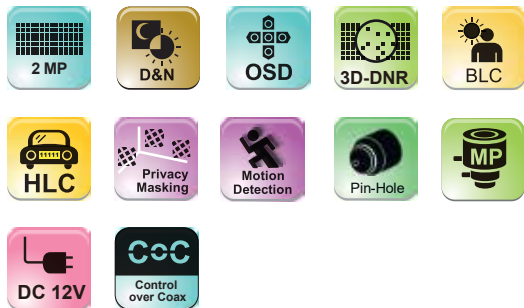 2 MP
D&N
OSD
3D-DNR
BLC
HLC
Privacy
Masking
Motion
Detection
Pin-Hole
MP
DC 12V
CoC
Control
over Coax